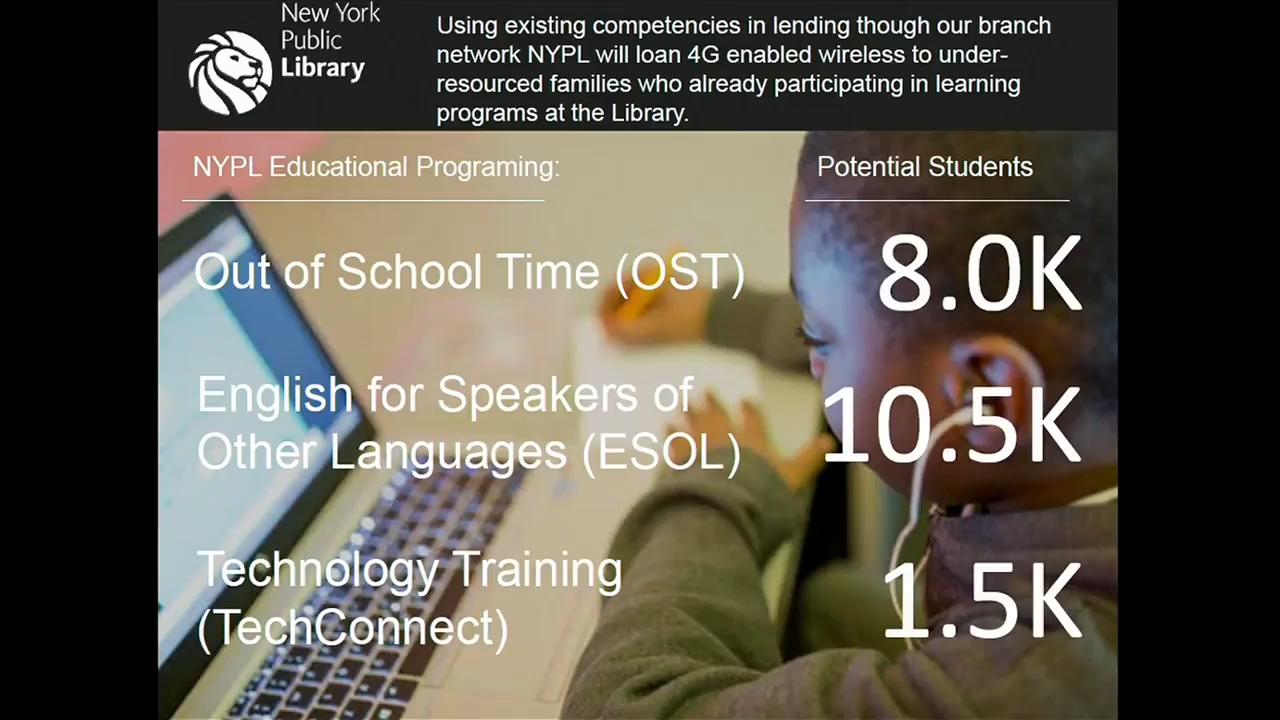 New York
Public
Library
Using existing competencies in lending though our branch
network NYPL will loan 4G enabled wireless to under-
resourced families who already participating in learning
programs at the Library.
NYPL Educational Programing:
Potential Students
Out of School Time (OST)
8.0K
English for Speakers of
Other Languages (ESOL)
10.5K
Technology Training
(TechConnect)
1.5K